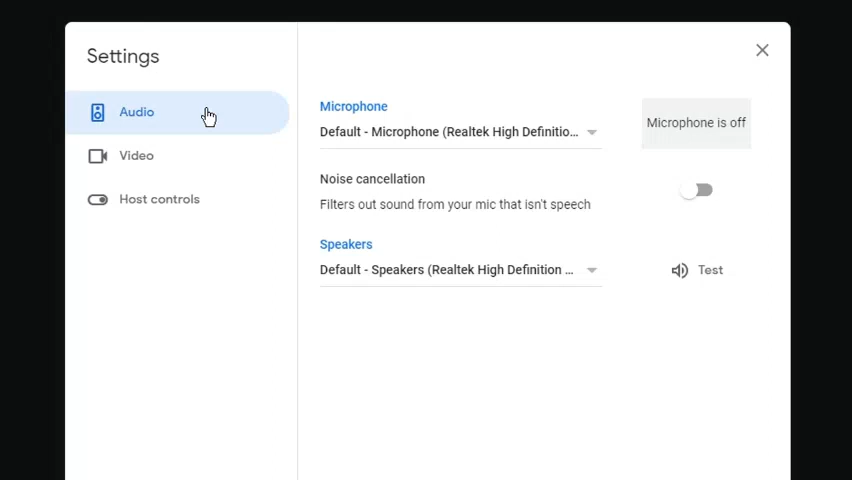 Settings
Audio
Video
Host controls
Microphone
Default - Microphone (Realtek High Definitio...
Microphone is off
Noise cancellation
Filters out sound from your mic that isn't speech
Speakers
Default - Speakers (Realtek High Definition ...
Test